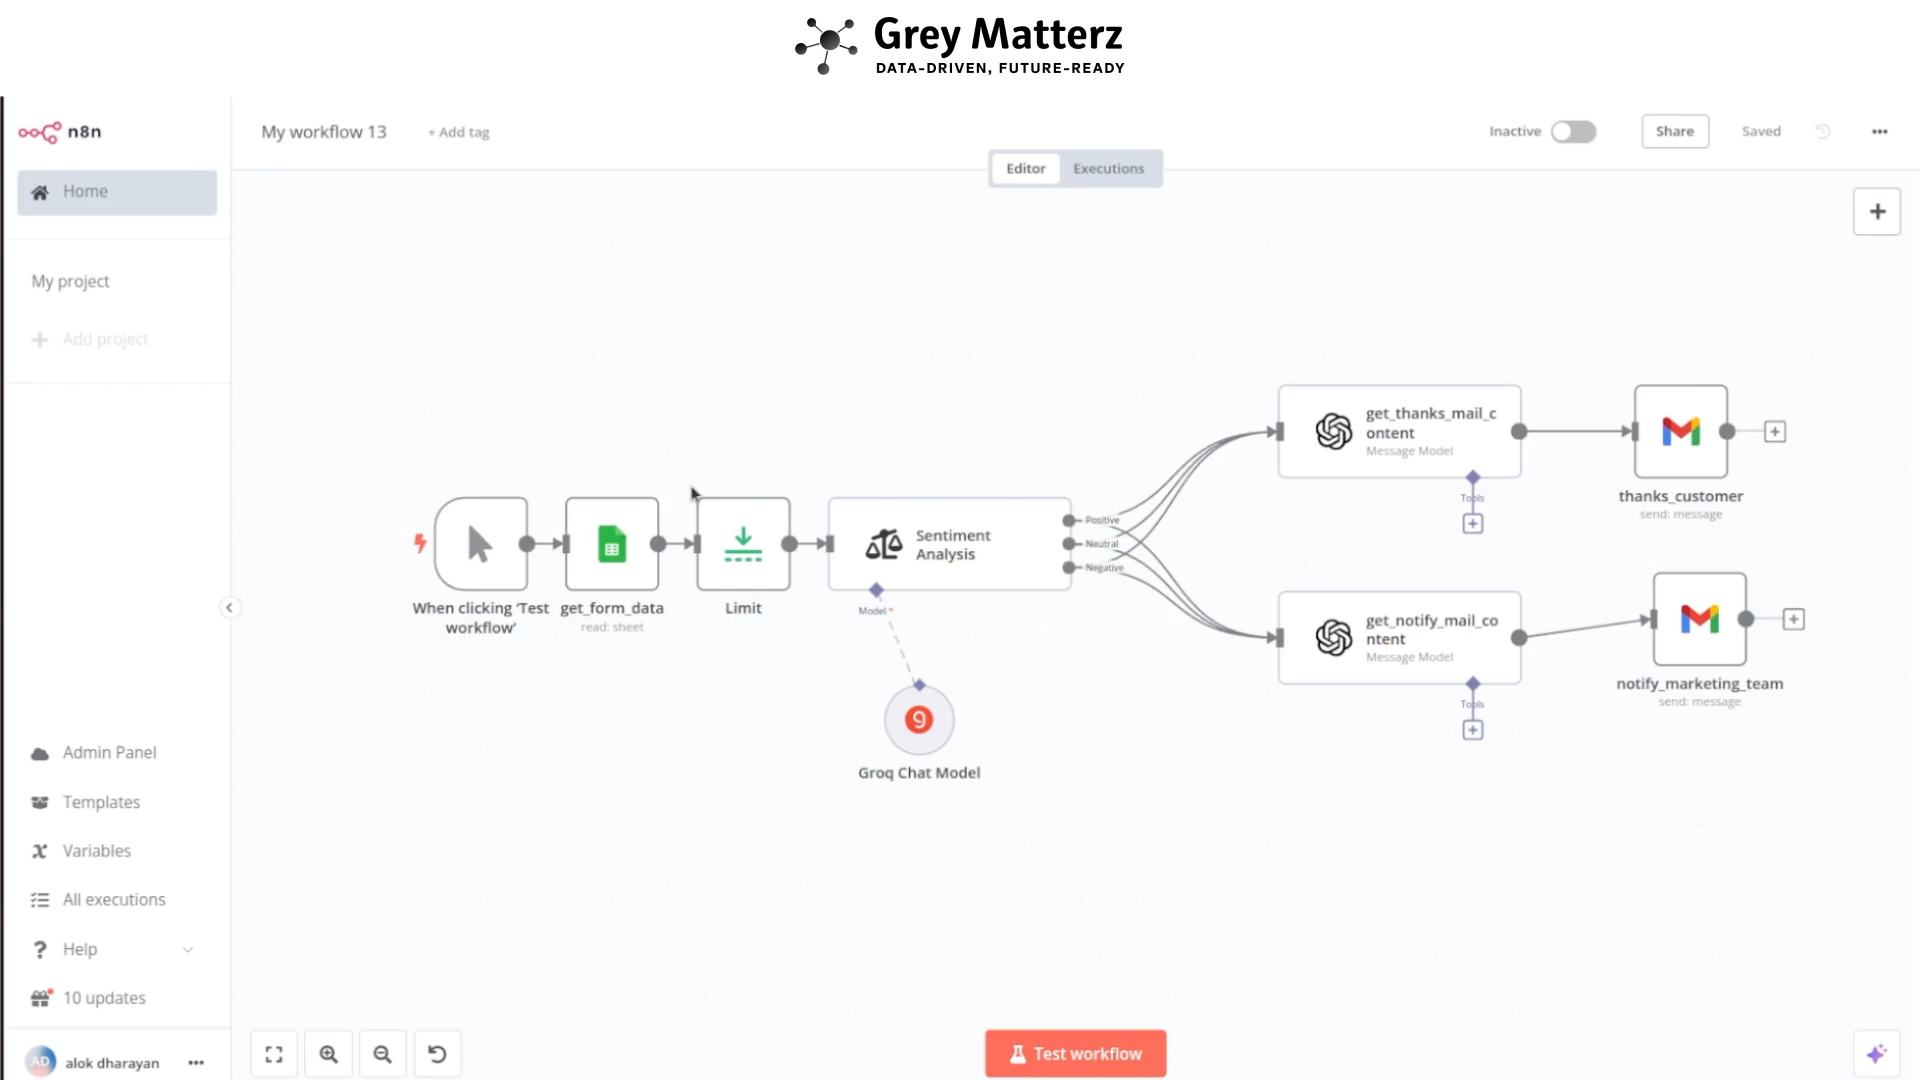 Grey Matterz
DATA-DRIVEN, FUTURE-READY
n8n
My workflow 13
+ Add tag
Inactive
Share
Saved
Editor
Executions
Home
My project
Add project
Positive
Neutral
Negative
Sentiment
Analysis
Model *
When clicking ‘Test
workflow’
get_form_data
read: sheet
Limit
Groq Chat Model
get_thanks_mail_c
ontent
Message Model
Tools
thanks_customer
send: message
get_notify_mail_co
ntent
Message Model
Tools
notify_marketing_team
send: message
Admin Panel
Templates
Variables
All executions
Help
10 updates
AD
alok dharayan
Test workflow